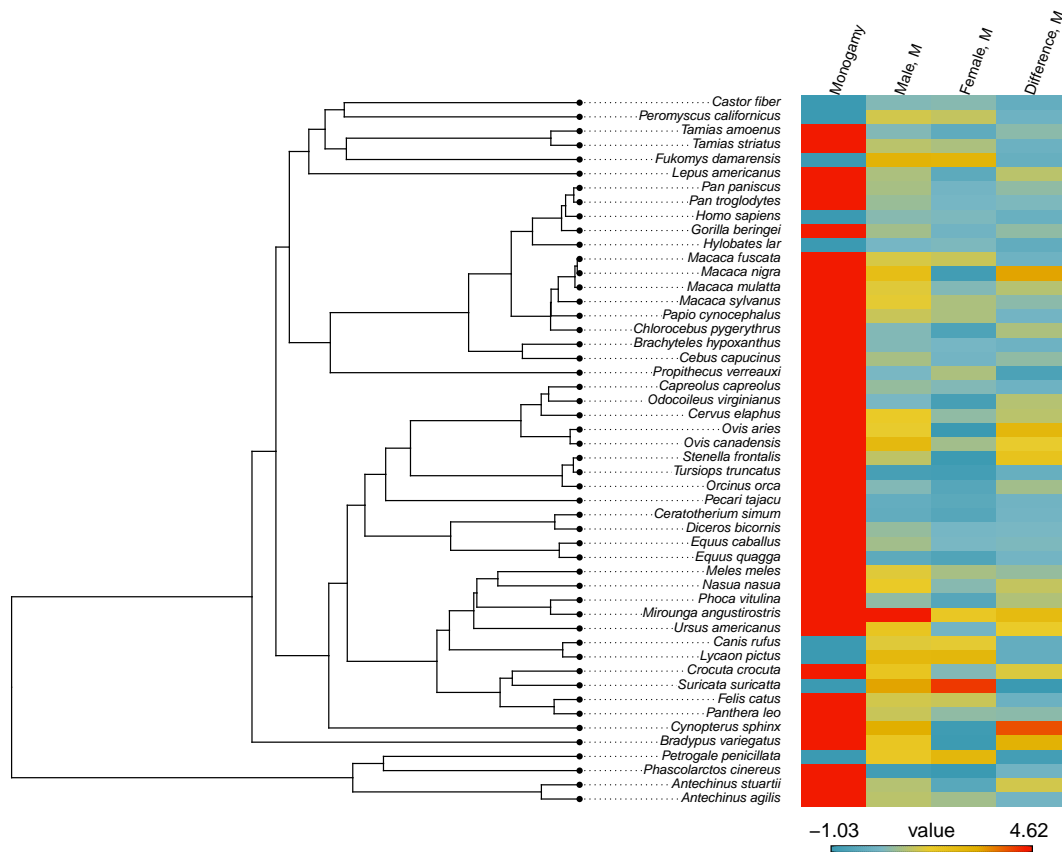 Monogamy
Male, M
Female, M
Difference, M
Castor fiber
Peromyscus californicus
Tamias amoenus
Tamias striatus
Fukomys damarensis
Lepus americanus
Pan paniscus
Pan troglodytes
Homo sapiens
Gorilla beringei
Hylobates lar
Macaca fuscata
Macaca nigra
Macaca mulatta
Macaca sylvanus
Papio cynocephalus
Chlorocebus pygerythrus
Brachyteles hypoxanthus
Cebus capucinus
Propithecus verreauxi
Capreolus capreolus
Odocoileus virginianus
Cervus elaphus
Ovis aries
Ovis canadensis
Stenella frontalis
Tursiops truncatus
Orcinus orca
Pecari tajacu
Ceratotherium simum
Diceros bicornis
Equus caballus
Equus quagga
Meles meles
Nasua nasua
Phoca vitulina
Mirounga angustirostris
Ursus americanus
Canis rufus
Lycaon pictus
Crocuta crocuta
Suricata suricatta
Felis catus
Panthera leo
Cynopterus sphinx
Bradypus variegatus
Petrogale penicillata
Phascolarctos cinereus
Antechinus stuartii
Antechinus agilis
−1.03 value 4.62